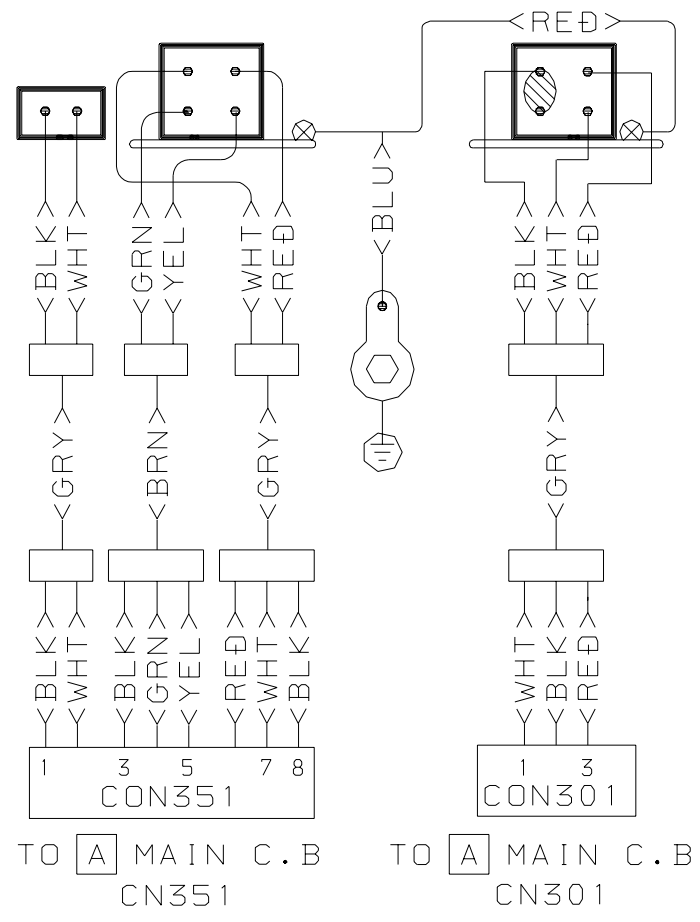 RED
BLK WHT GRN YEL WHT RED BLU BLK WHT RED
GRY BRN GRY GRY
BLK WHT BLK GRN YEL RED WHT BLK WHT BLK RED
1 3 5 7 8 1 3
CON351 CON301
TO A MAIN C.B TO A MAIN C.B
CN351 CN301